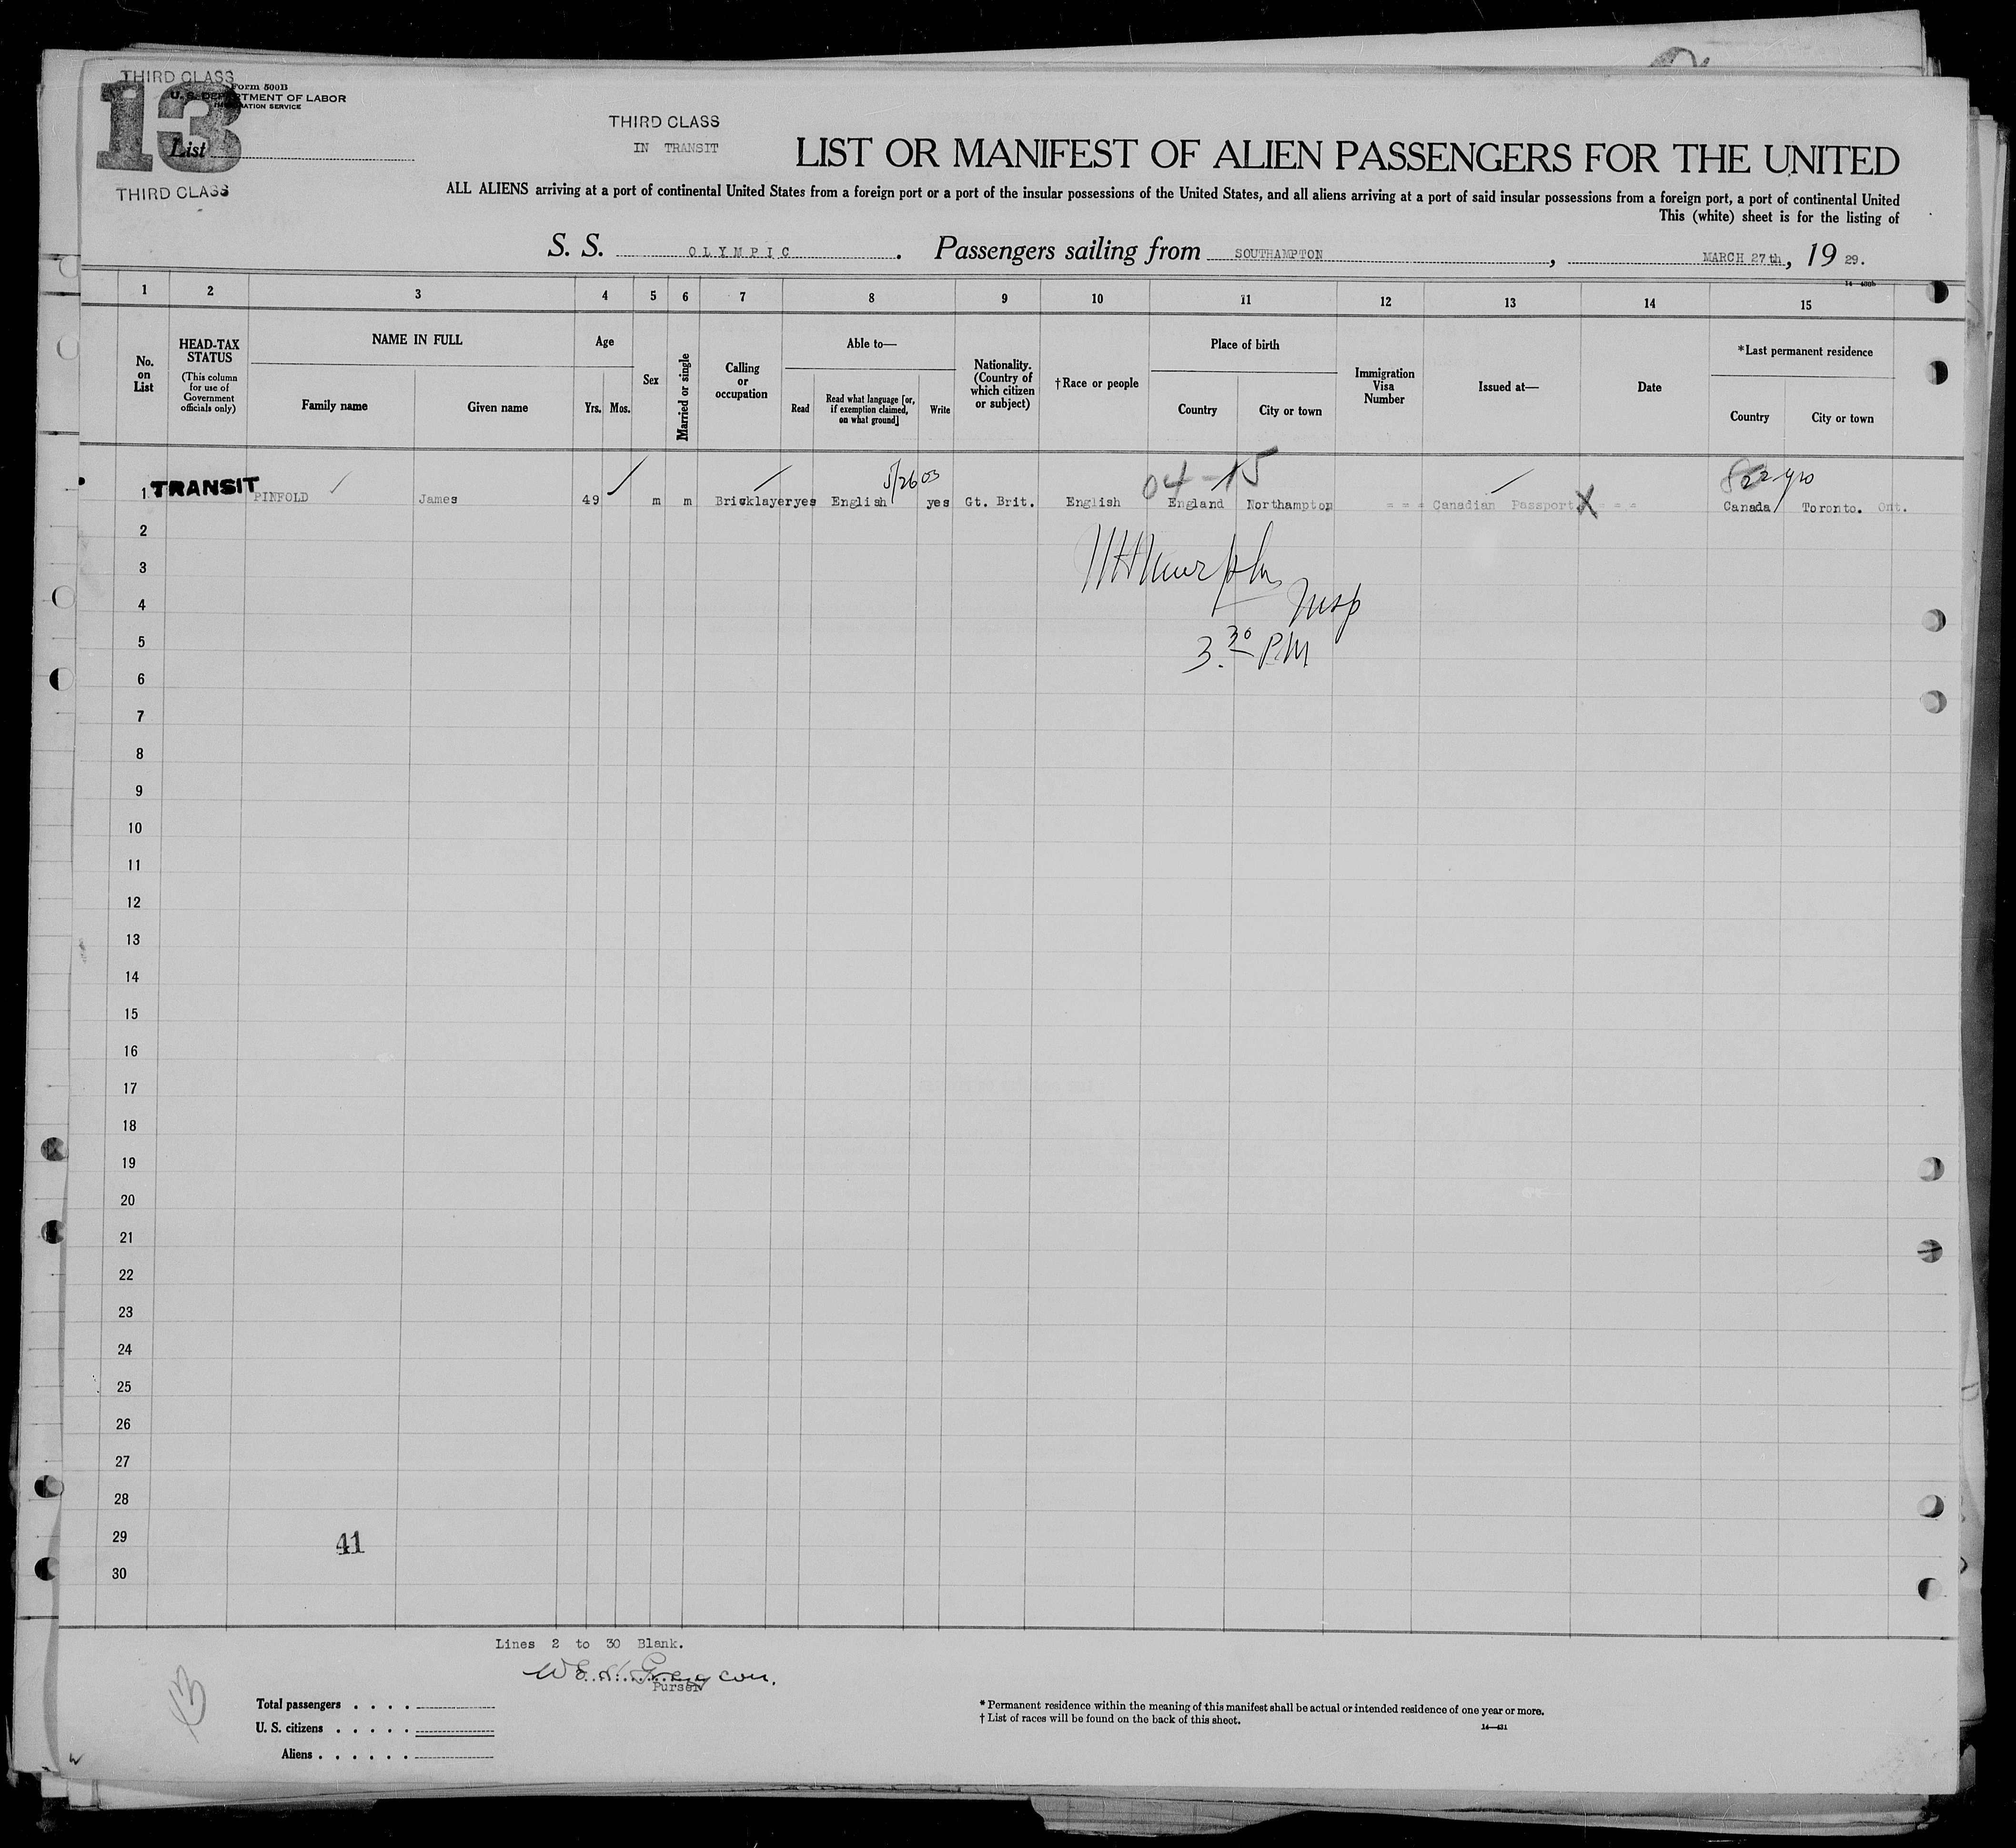 THIRD CLASS
13
Form 500B
U. S. DEPARTMENT OF LABOR
IMMIGRATION SERVICE
List
THIRD CLASS
THIRD CLASS
IN TRANSIT
LIST OR MANIFEST OF ALIEN PASSENGERS FOR THE UNITED
ALL ALIENS arriving at a port of continental United States from a foreign port or a port of the insular possessions of the United States, and all aliens arriving at a port of said insular possessions from a foreign port, a port of continental United
This (white) sheet is for the listing of
S. S. OLYMPIC. Passengers sailing from SOUTHAMPTON, MARCH 27th, 19 29.
1 2 3 4 5 6 7 8 9 10 11 12 13 14 15
No. on List
HEAD-TAX STATUS
(This column for use of Government officials only)
NAME IN FULL
Family name
Given name
Age
Yrs. Mos.
Sex
Married or single
Calling or occupation
Able to—
Read
Read what language [or, if exemption claimed, on what ground]
Write
Nationality. (Country of which citizen or subject)
†Race or people
Place of birth
Country
City or town
Immigration Visa Number
Issued at—
Date
*Last permanent residence
Country
City or town
04-15
1 TRANSIT PINFOLD James 49 m m Bricklayer yes English yes Gt. Brit. English England Northampton - - - Canadian Passport X - - - Canada Toronto. Ont.
2
3
4
Insp
5
3.30 PM
6
7
8
9
10
11
12
13
14
15
16
17
18
19
20
21
22
23
24
25
26
27
28
29
41
30
Lines 2 to 30 Blank.
Purser
13
Total passengers . . . .
U. S. citizens . . . . .
Aliens . . . . . .
* Permanent residence within the meaning of this manifest shall be actual or intended residence of one year or more.
† List of races will be found on the back of this sheet.
14—431